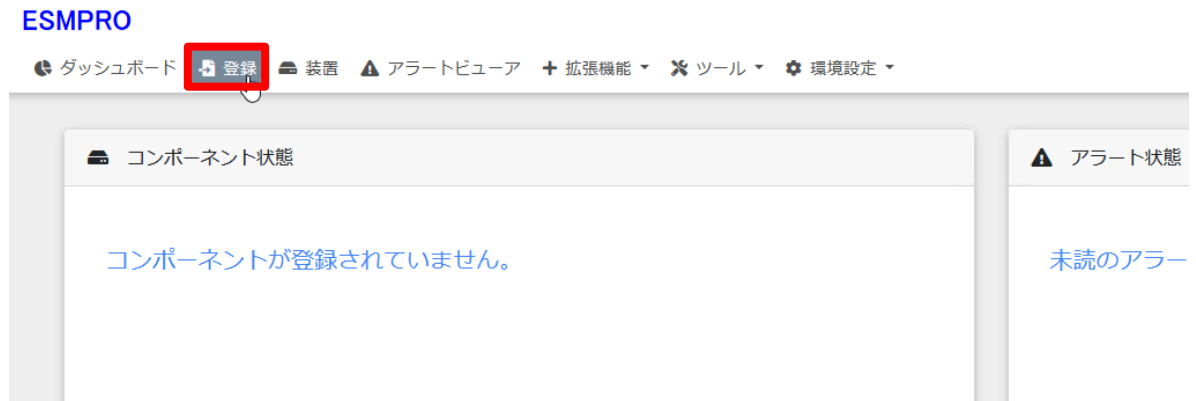 ESMPRO
ダッシュボード 登録 装置 アラートビューア 拡張機能 ツール 環境設定
コンポーネント状態
アラート状態
コンポーネントが登録されていません。
未読のアラー